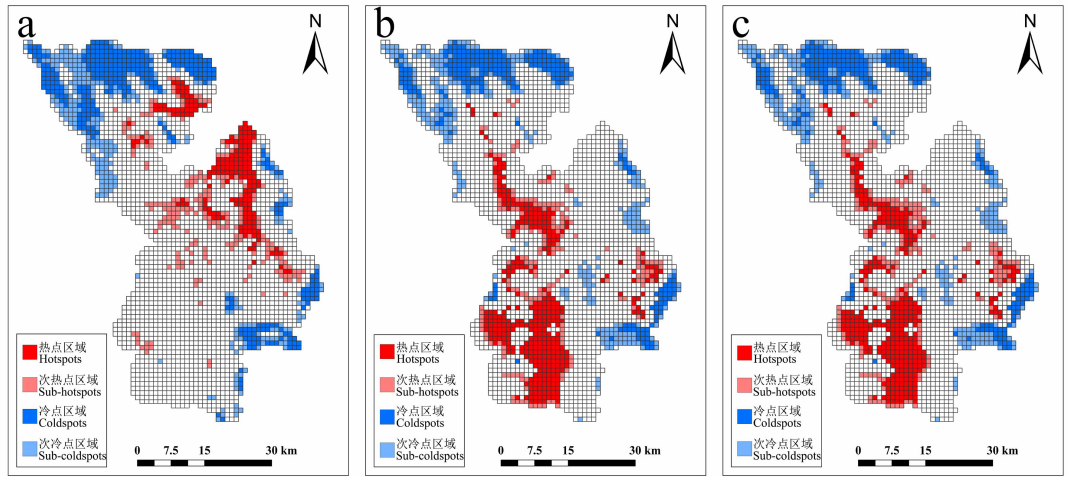 a
N
热点区域
Hotspots
次热点区域
Sub-hotspots
冷点区域
Coldspots
次冷点区域
Sub-coldspots
0 7.5 15 30 km
b
N
热点区域
Hotspots
次热点区域
Sub-hotspots
冷点区域
Coldspots
次冷点区域
Sub-coldspots
0 7.5 15 30 km
c
N
热点区域
Hotspots
次热点区域
Sub-hotspots
冷点区域
Coldspots
次冷点区域
Sub-coldspots
0 7.5 15 30 km